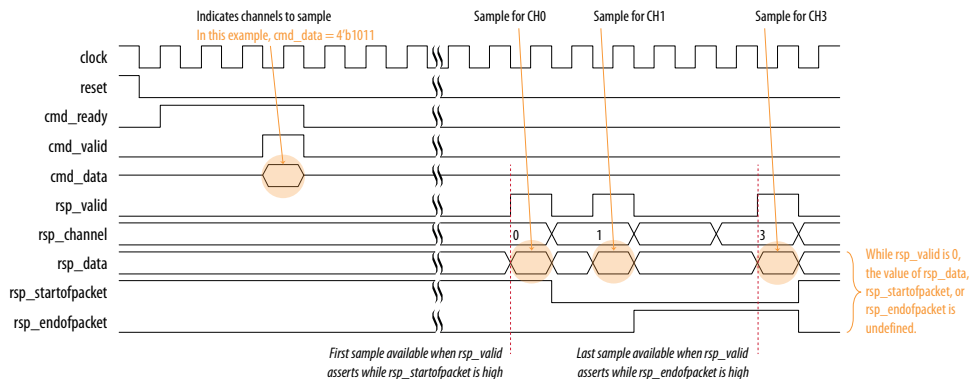 Indicates channels to sample
In this example, cmd_data = 4'b1011
Sample for CH0
Sample for CH1
Sample for CH3
clock
reset
cmd_ready
cmd_valid
cmd_data
rsp_valid
rsp_channel
0
1
3
rsp_data
rsp_startofpacket
rsp_endofpacket
While rsp_valid is 0,
the value of rsp_data,
rsp_startofpacket, or
rsp_endofpacket is
undefined.
First sample available when rsp_valid
asserts while rsp_startofpacket is high
Last sample available when rsp_valid
asserts while rsp_endofpacket is high